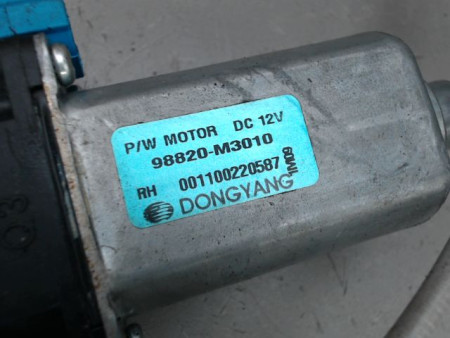 P/W MOTOR DC 12V
98820-M3010
RH 001100220587
DONGYANG